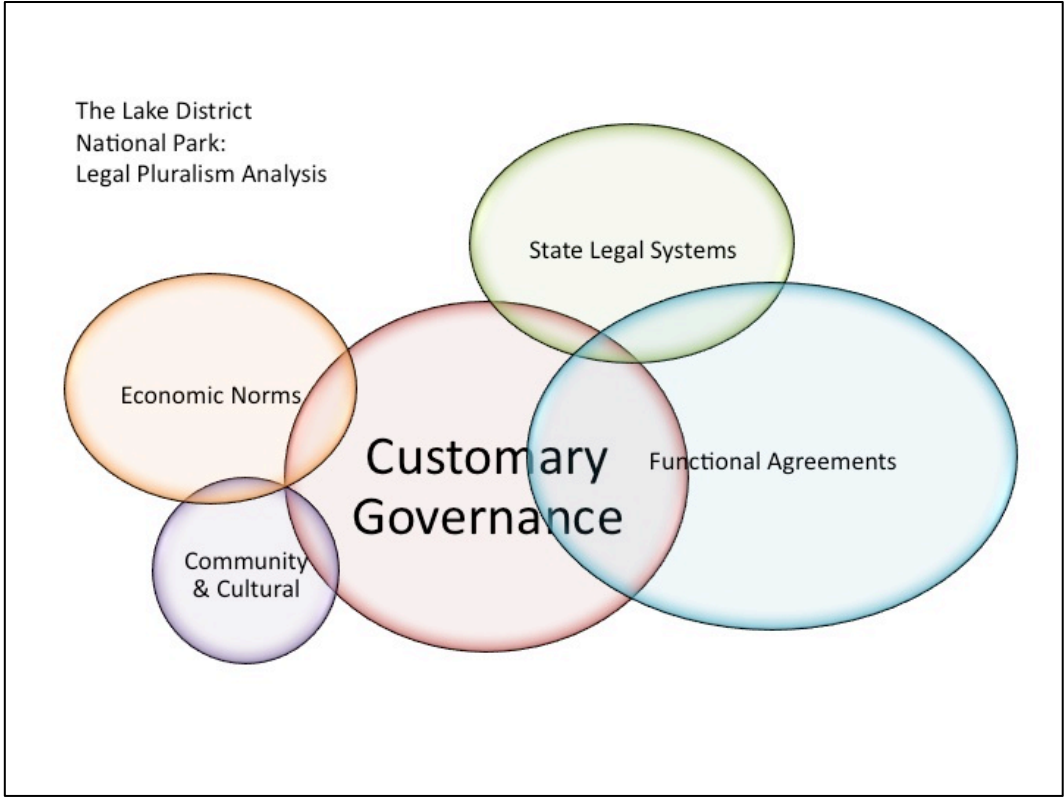 The Lake District
National Park:
Legal Pluralism Analysis
State Legal Systems
Economic Norms
Customary
Governance
Functional Agreements
Community
& Cultural